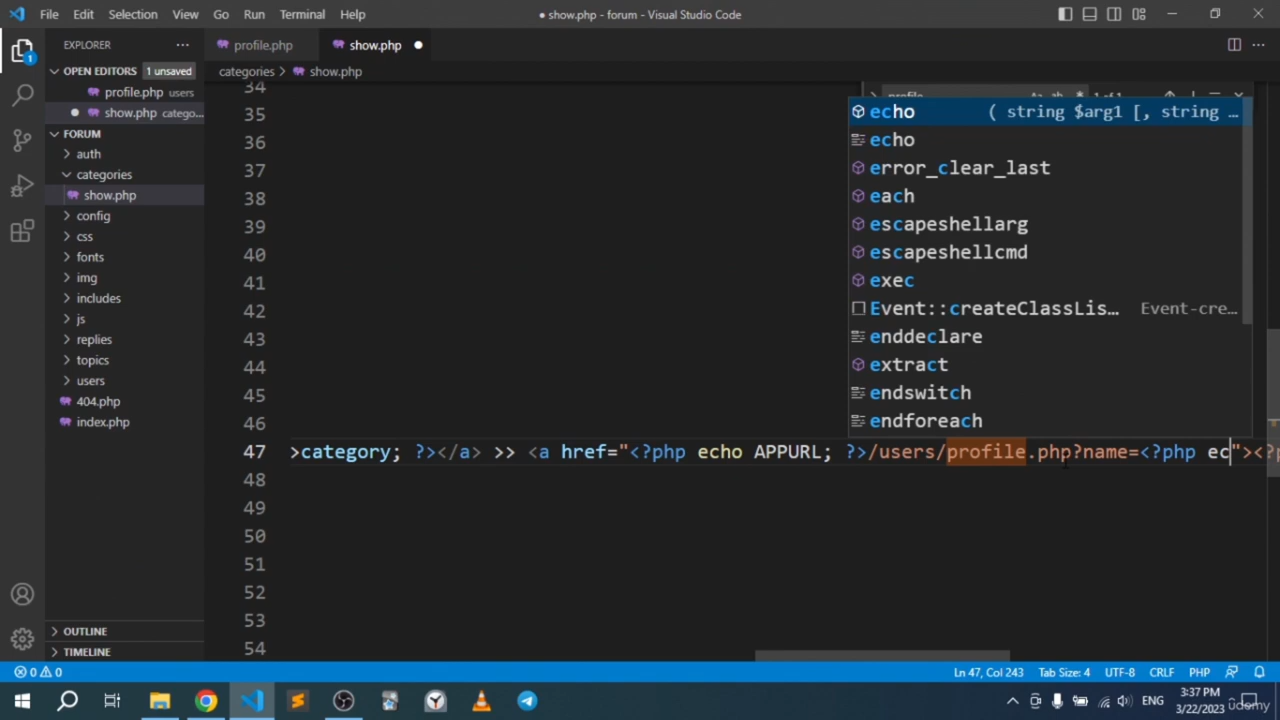 File Edit Selection View Go Run Terminal Help
● show.php - forum - Visual Studio Code
EXPLORER
profile.php
show.php
OPEN EDITORS 1 unsaved
categories > show.php
profile.php users
show.php catego...
FORUM
auth
categories
show.php
config
css
fonts
img
includes
js
replies
topics
users
404.php
index.php
OUTLINE
TIMELINE
34
profile
35
36
37
38
39
40
41
42
43
44
45
46
47 >category; ?></a> >> <a href="<?php echo APPURL; ?>/users/profile.php?name=<?php ec"><?p
48
49
50
51
52
53
54
echo ( string $arg1 [, string …
echo
error_clear_last
each
escapeshellarg
escapeshellcmd
exec
Event::createClassLis… Event-cre…
enddeclare
extract
endswitch
endforeach
0 0
Ln 47, Col 243 Tab Size: 4 UTF-8 CRLF PHP
ENG
3:37 PM
3/22/2023
udemy